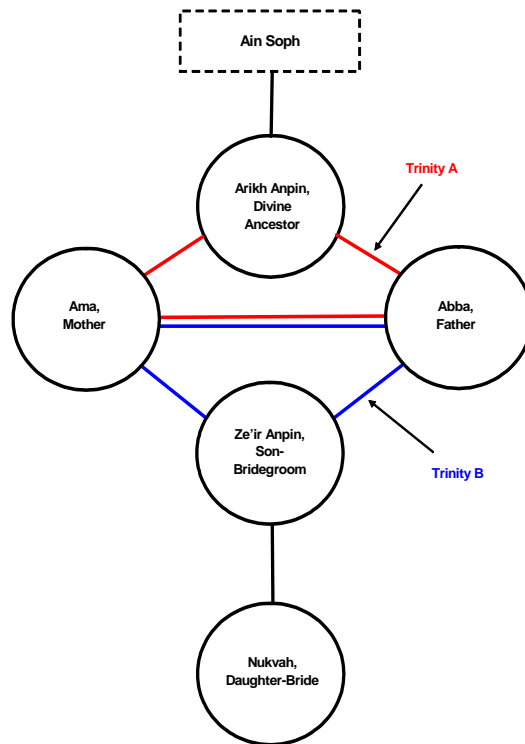 Ain Soph
Trinity A
Arikh Anpin,
Divine
Ancestor
Ama,
Mother
Abba,
Father
Ze'ir Anpin,
Son-
Bridegroom
Trinity B
Nukvah,
Daughter-Bride